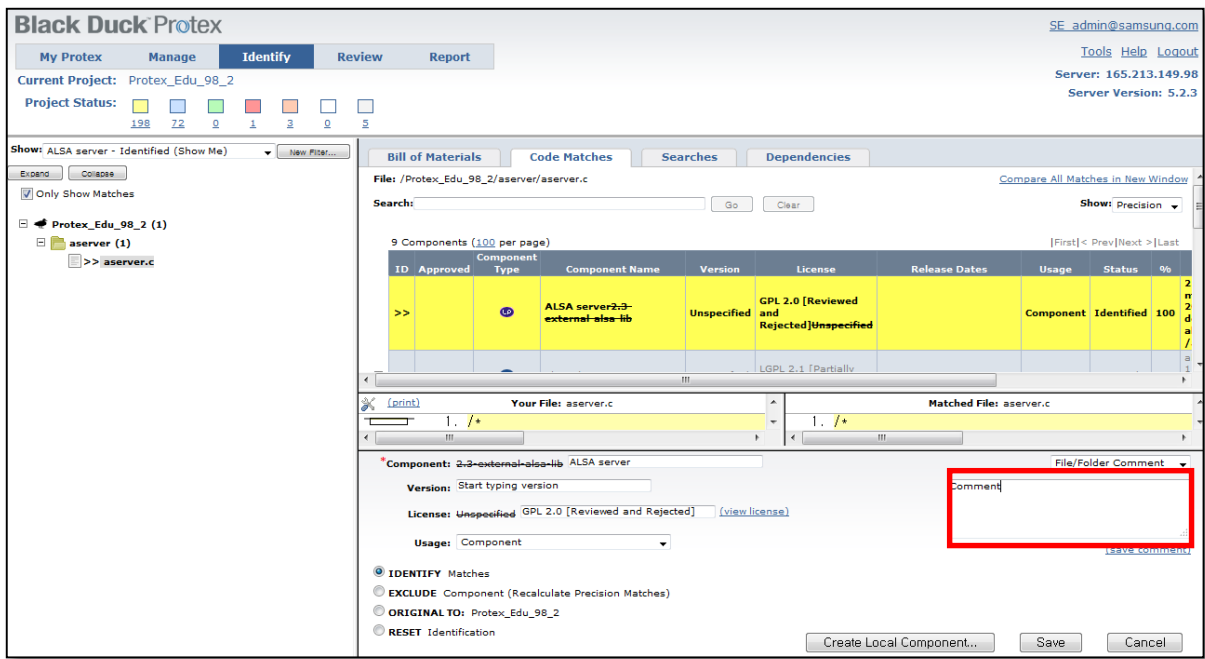 Black Duck Protex
SE_admin@samsung.com
My Protex Manage Identify Review Report
Tools Help Logout
Current Project: Protex_Edu_98_2
Server: 165.213.149.98
Project Status:
Server Version: 5.2.3
198 72 0 1 3 0 5
Show: ALSA server - Identified (Show Me) New Filter...
Expand Collapse
Only Show Matches
Protex_Edu_98_2 (1)
aserver (1)
>> aserver.c
Bill of Materials Code Matches Searches Dependencies
File: /Protex_Edu_98_2/aserver/aserver.c
Compare All Matches in New Window
Search: Go Clear
Show: Precision
9 Components (100 per page)
|First|< Prev|Next >|Last
ID Approved Component Type Component Name Version License Release Dates Usage Status %
>> LP ALSA server2.3-external-alsa-lib Unspecified GPL 2.0 [Reviewed and Rejected]Unspecified Component Identified 100
LGPL 2.1 [Partially
(print) Your File: aserver.c
Matched File: aserver.c
1. /*
1. /*
*Component: 2.3-external-alsa-lib ALSA server
File/Folder Comment
Version: Start typing version
Comment
License: Unspecified GPL 2.0 [Reviewed and Rejected] (view license)
Usage: Component
(save comment)
IDENTIFY Matches
EXCLUDE Component (Recalculate Precision Matches)
ORIGINAL TO: Protex_Edu_98_2
RESET Identification
Create Local Component... Save Cancel